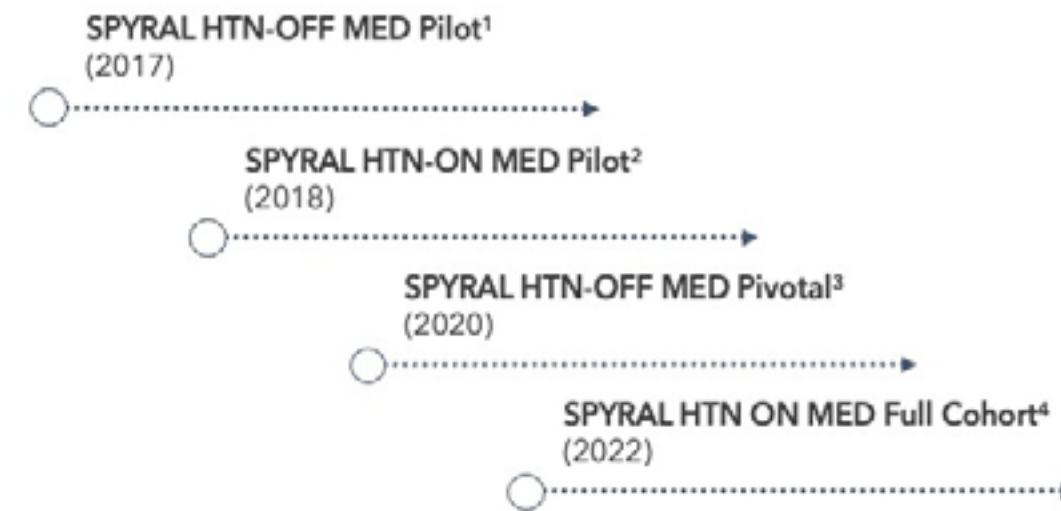 SPYRAL HTN-OFF MED Pilot¹
(2017)
SPYRAL HTN-ON MED Pilot²
(2018)
SPYRAL HTN-OFF MED Pivotal³
(2020)
SPYRAL HTN ON MED Full Cohort⁴
(2022)